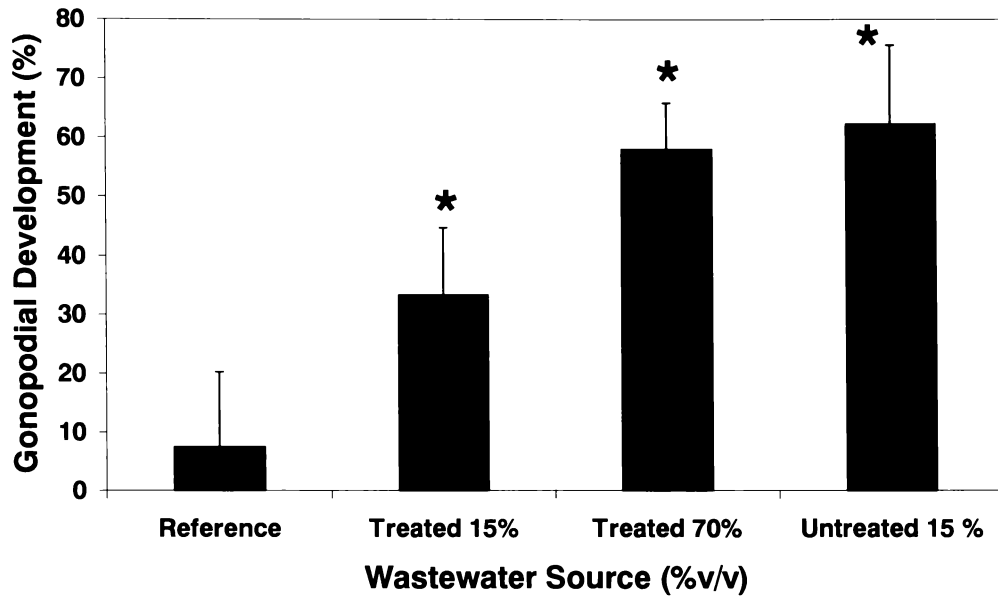 Gonopodial Development (%)
80
70
60
50
40
30
20
10
0
*
*
*
Reference
Treated 15%
Treated 70%
Untreated 15 %
Wastewater Source (%v/v)